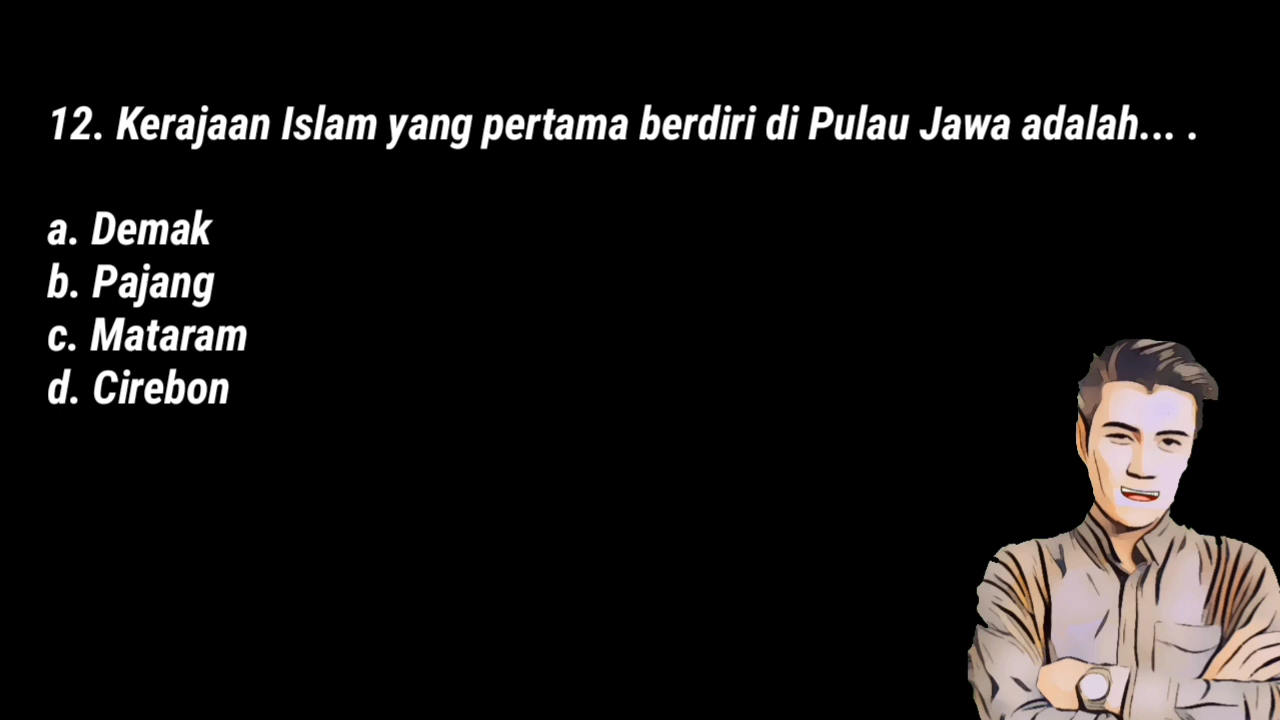 12. Kerajaan Islam yang pertama berdiri di Pulau Jawa adalah... .
a. Demak
b. Pajang
c. Mataram
d. Cirebon